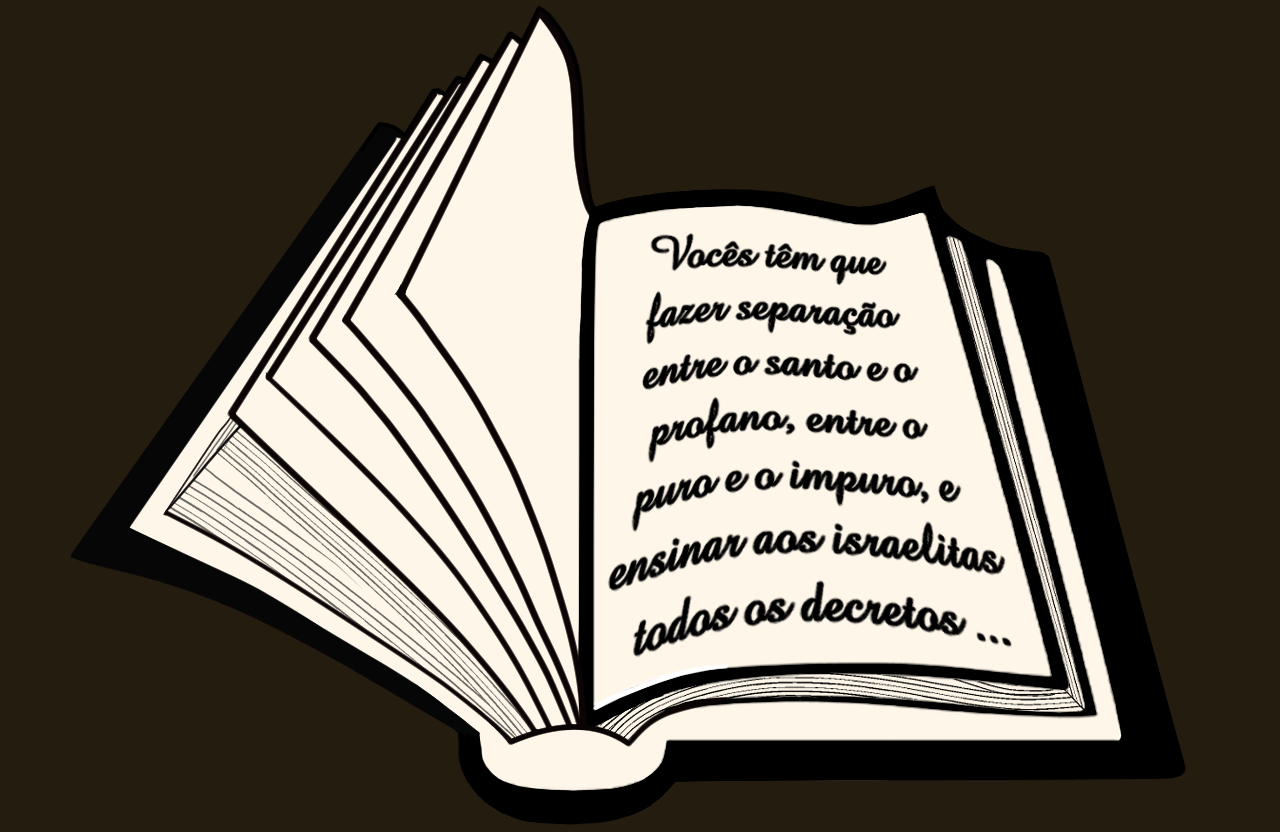 Vocês têm que
fazer separação
entre o santo e o
profano, entre o
puro e o impuro, e
ensinar aos israelitas
todos os decretos ...